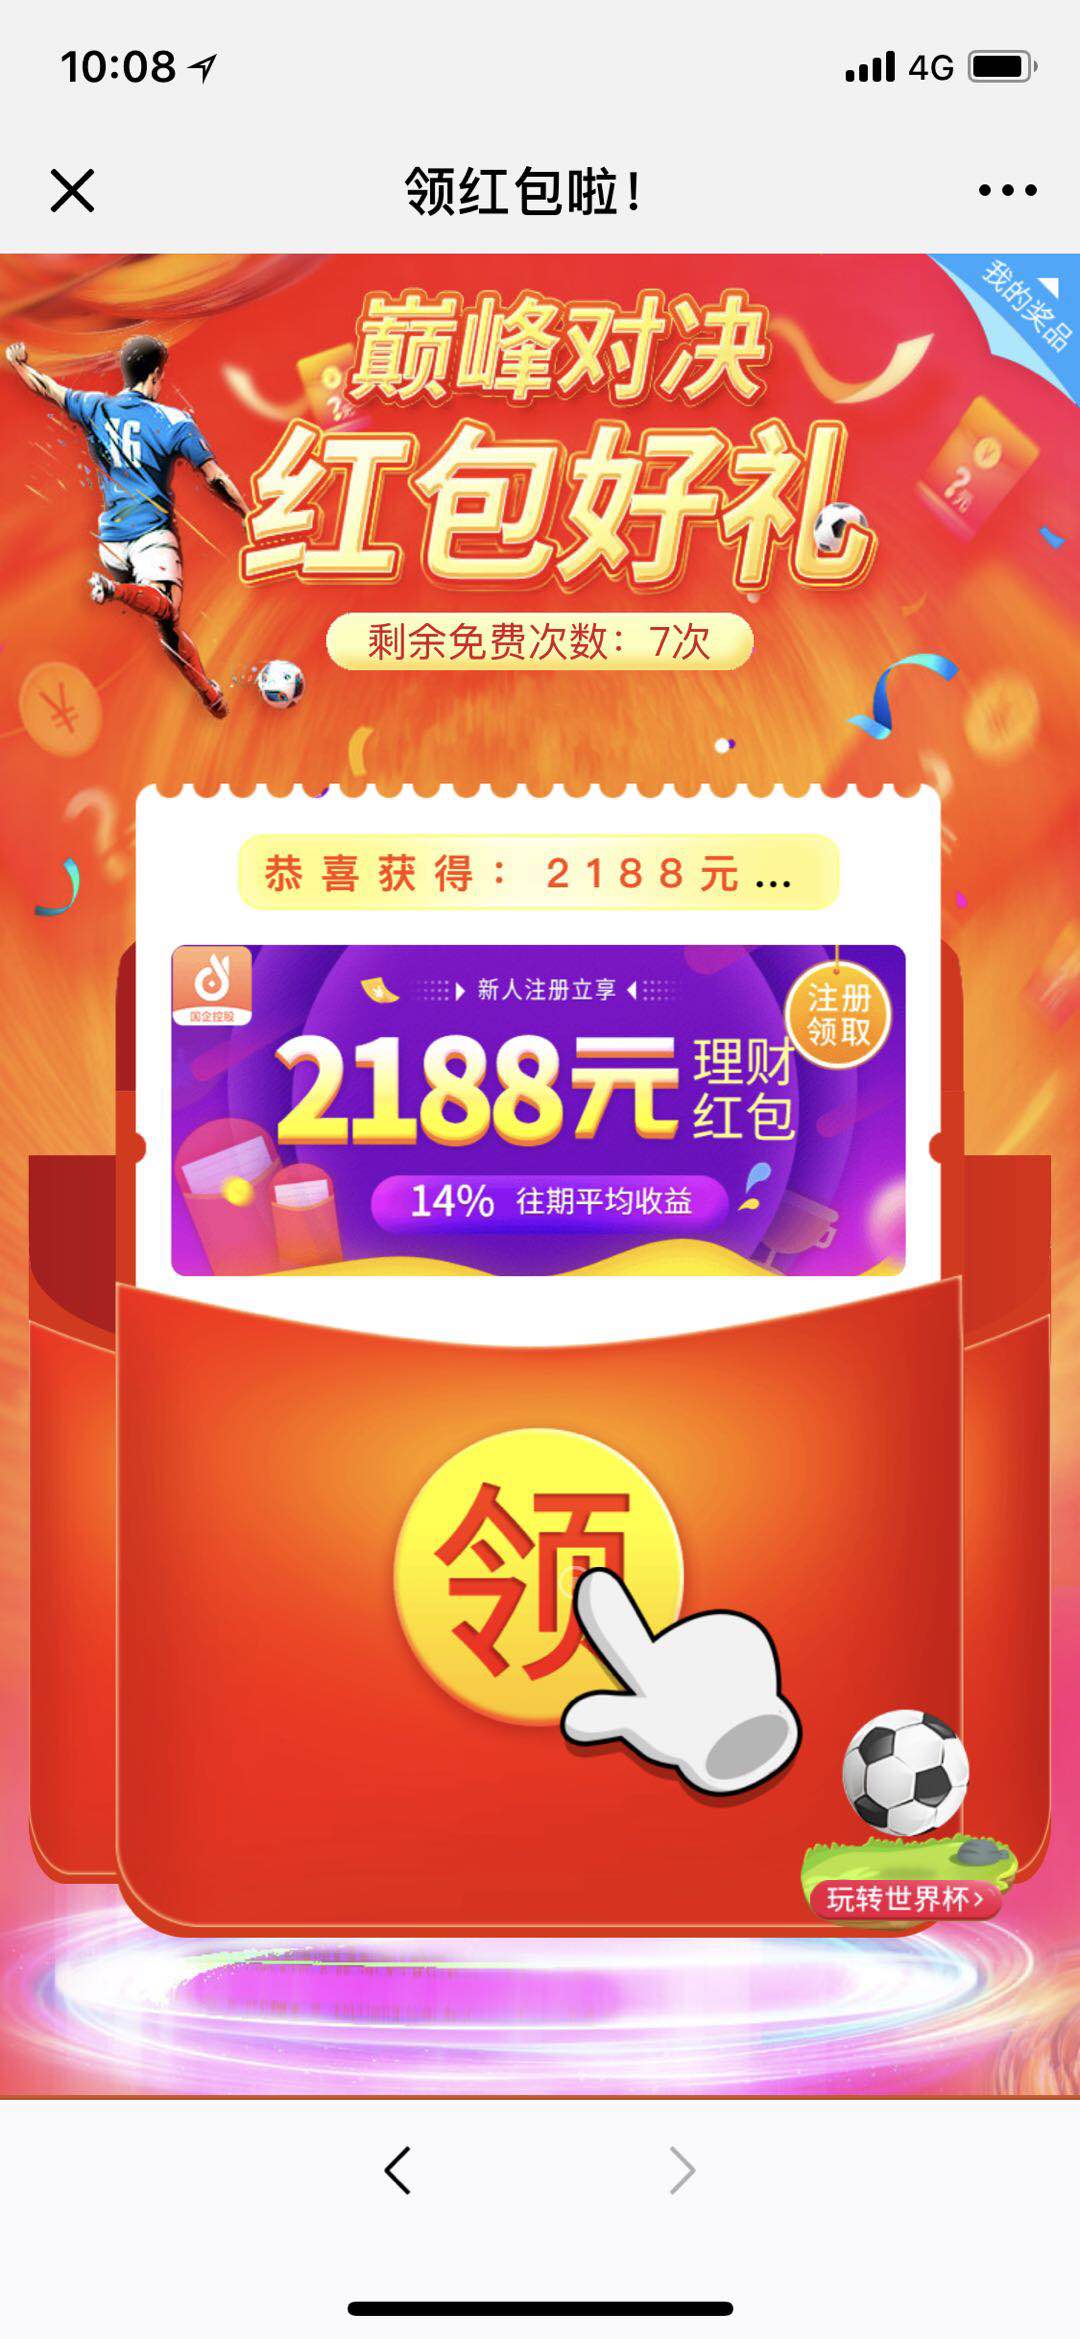 10:08
4G
领红包啦！
我的奖品
巅峰对决
16
?元
红包好礼
?元
剩余免费次数：7次
恭喜获得：2188元...
国企控股
新人注册立享
注册
领取
2188元
理财
红包
14% 往期平均收益
领
玩转世界杯>